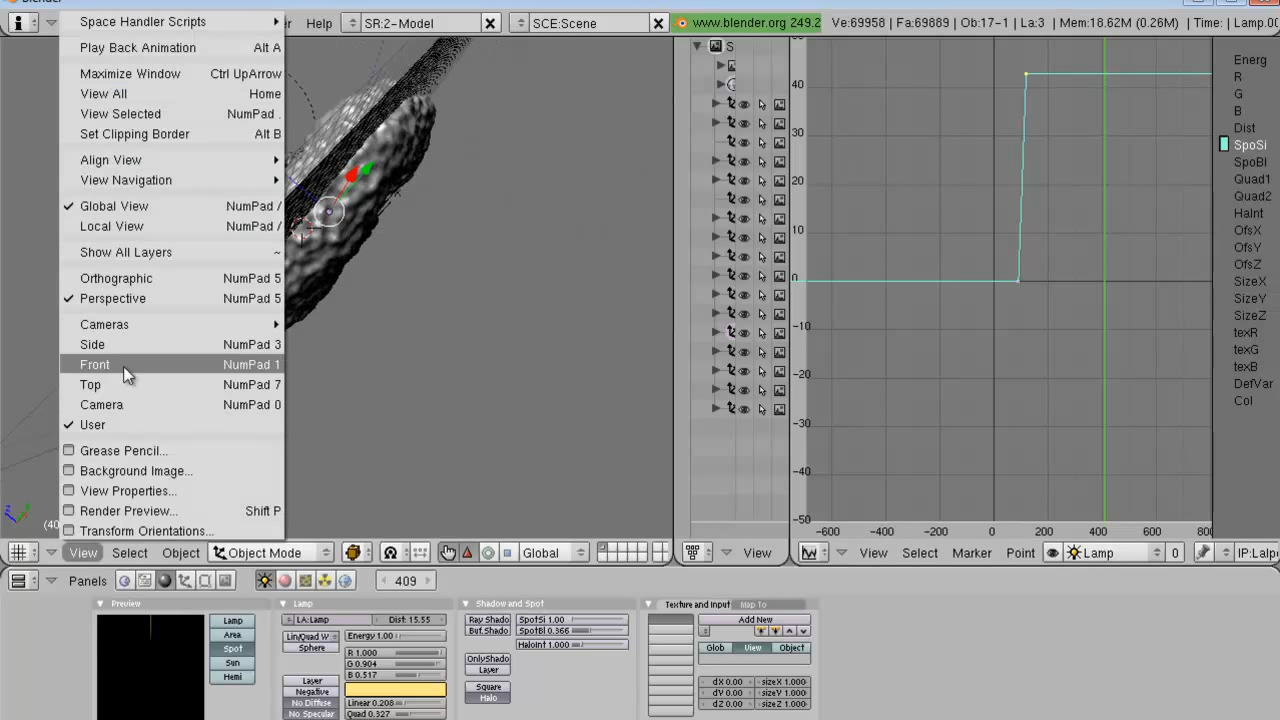 Blender
Help
SR:2-Model
SCE:Scene
www.blender.org 249.2
Ve:69958 | Fa:69889 | Ob:17-1 | La:3 | Mem:18.62M (0.26M) | Time: | Lamp.00
Space Handler Scripts
Play Back Animation Alt A
Maximize Window Ctrl UpArrow
View All Home
View Selected NumPad .
Set Clipping Border Alt B
Align View
View Navigation
Global View NumPad /
Local View NumPad /
Show All Layers ~
Orthographic NumPad 5
Perspective NumPad 5
Cameras
Side NumPad 3
Front NumPad 1
Top NumPad 7
Camera NumPad 0
User
Grease Pencil...
Background Image...
View Properties...
Render Preview... Shift P
Transform Orientations...
(40
S
40
30
20
10
0
-10
-20
-30
-40
-50
-600
-400
-200
0
200
400
600
800
Energ
R
G
B
Dist
SpoSi
SpoBl
Quad1
Quad2
HaInt
OfsX
OfsY
OfsZ
SizeX
SizeY
SizeZ
texR
texG
texB
DefVar
Col
View
Select
Object
Object Mode
Global
View
View
Select
Marker
Point
Lamp
0
IP:Lamp
Panels
409
Preview
Lamp
Area
Spot
Sun
Hemi
Lamp
LA:Lamp
Dist: 15.55
Lin/Quad W
Sphere
Energy 1.00
R 1.000
G 0.904
B 0.517
Layer
Negative
No Diffuse
No Specular
Linear 0.208
Quad 0.327
Shadow and Spot
Ray Shado
Buf.Shado
SpotSi 1.00
SpotBl 0.366
HaloInt 1.000
OnlyShado
Layer
Square
Halo
Texture and Input
Map To
Add New
Glob
View
Object
dX 0.00
sizeX 1.000
dY 0.00
sizeY 1.000
dZ 0.00
sizeZ 1.000